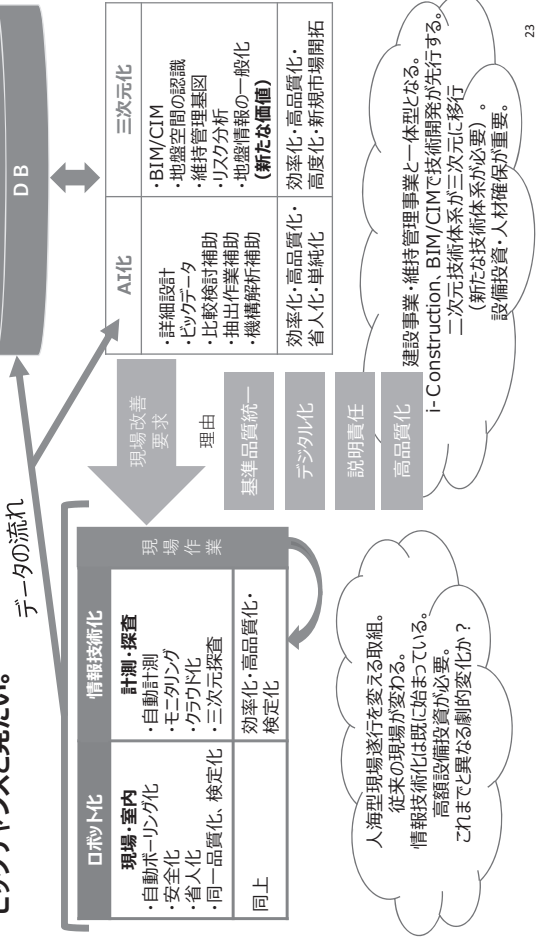 ビッグチャンスと見たい。
データの流れ
DB
ロボット化
情報技術化
現場・室内
・自動ボーリング化
・安全化
・省人化
・同一品質化、検定化
計測・探査
・自動計測
・モニタリング
・クラウド化
・三次元探査
同上
効率化・高品質化・
検定化
現場作業
現場改善
要求
理由
基準品質統一
デジタル化
説明責任
高品質化
AI化
三次元化
・詳細設計
・ビックデータ
・比較検討補助
・抽出作業補助
・機構解析補助
・BIM/CIM
・地盤空間の認識
・維持管理基図
・リスク分析
・地盤情報の一般化
(新たな価値)
効率化・高品質化・
省人化・単純化
効率化・高品質化・
高度化・新規市場開拓
人海型現場遂行を変える取組。
従来の現場が変わる。
情報技術化は既に始まっている。
高額設備投資が必要。
これまでと異なる劇的変化か？
建設事業・維持管理事業と一体型となる。
i-Construction、BIM/CIMで技術開発が先行する。
二次元技術体系が三次元に移行
（新たな技術体系が必要）。
設備投資・人材確保が重要。
23